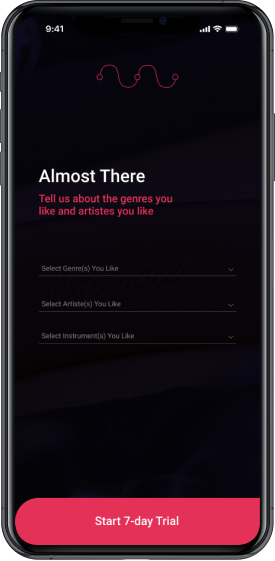 9:41
Almost There
Tell us about the genres you
like and artistes you like
Select Genre(s) You Like
Select Artiste(s) You Like
Select Instrument(s) You Like
Start 7-day Trial